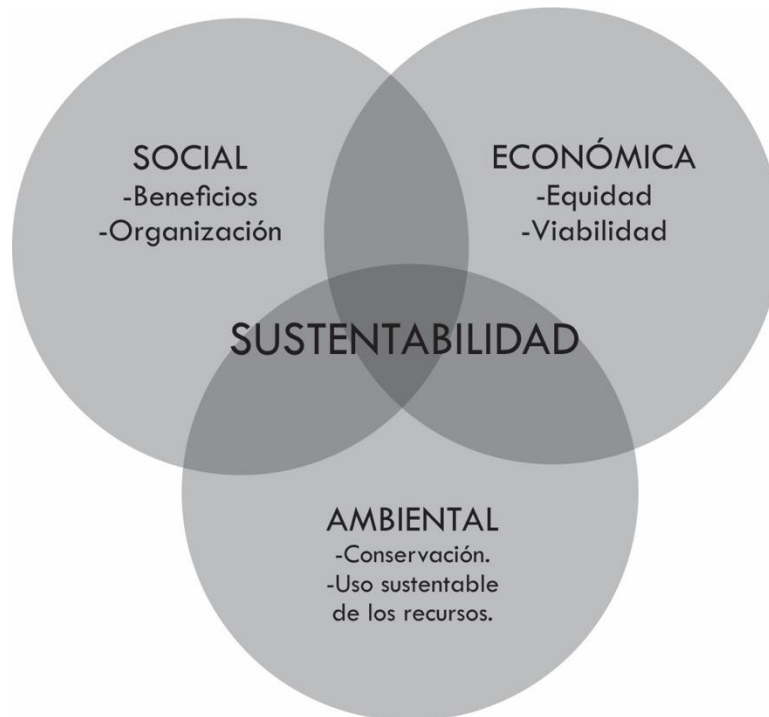 SOCIAL
-Beneficios
-Organización
ECONÓMICA
-Equidad
-Viabilidad
SUSTENTABILIDAD
AMBIENTAL
-Conservación.
-Uso sustentable
de los recursos.